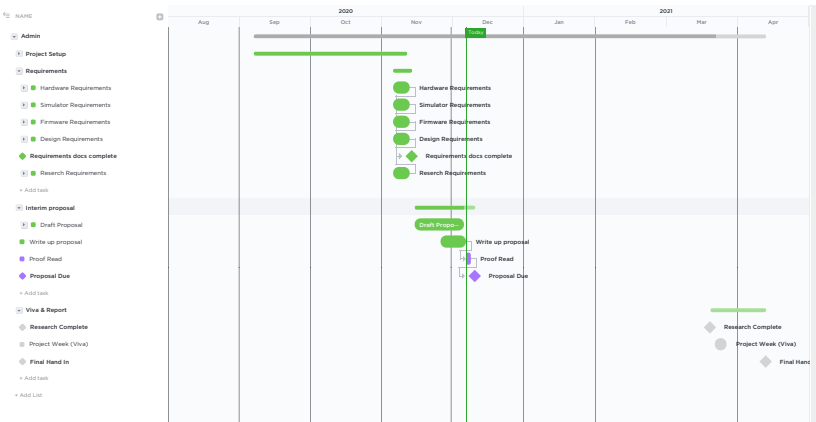 2020 2021
NAME Aug Sep Oct Nov Dec Jan Feb Mar Apr
Admin Today
Project Setup
Requirements
Hardware Requirements Hardware Requirements
Simulator Requirements Simulator Requirements
Firmware Requirements Firmware Requirements
Design Requirements Design Requirements
Requirements docs complete Requirements docs complete
Reserch Requirements Reserch Requirements
+ Add task
Interim proposal
Draft Proposal Draft Propo...
Write up proposal Write up proposal
Proof Read Proof Read
Proposal Due Proposal Due
+ Add task
Viva & Report
Research Complete Research Complete
Project Week (Viva) Project Week (Viva)
Final Hand In Final Hand
+ Add task
+ Add List